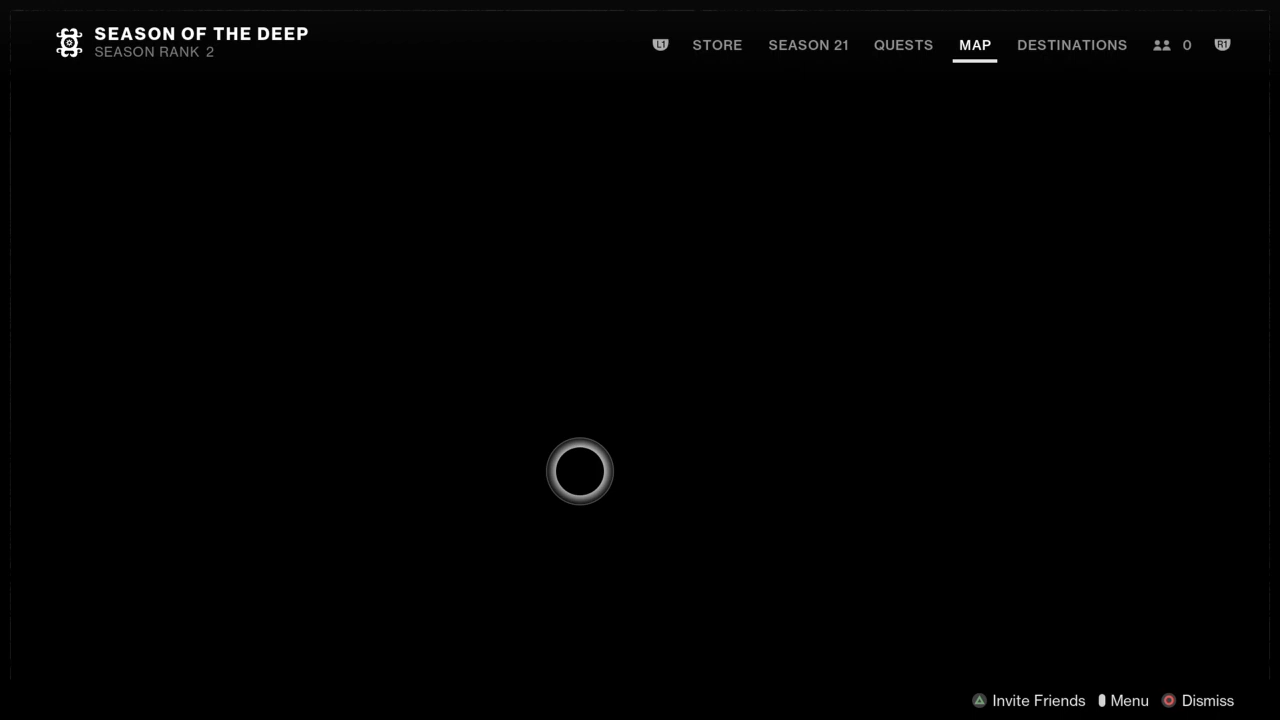 SEASON OF THE DEEP
SEASON RANK 2
L1 STORE SEASON 21 QUESTS MAP DESTINATIONS 0 R1
Invite Friends Menu Dismiss